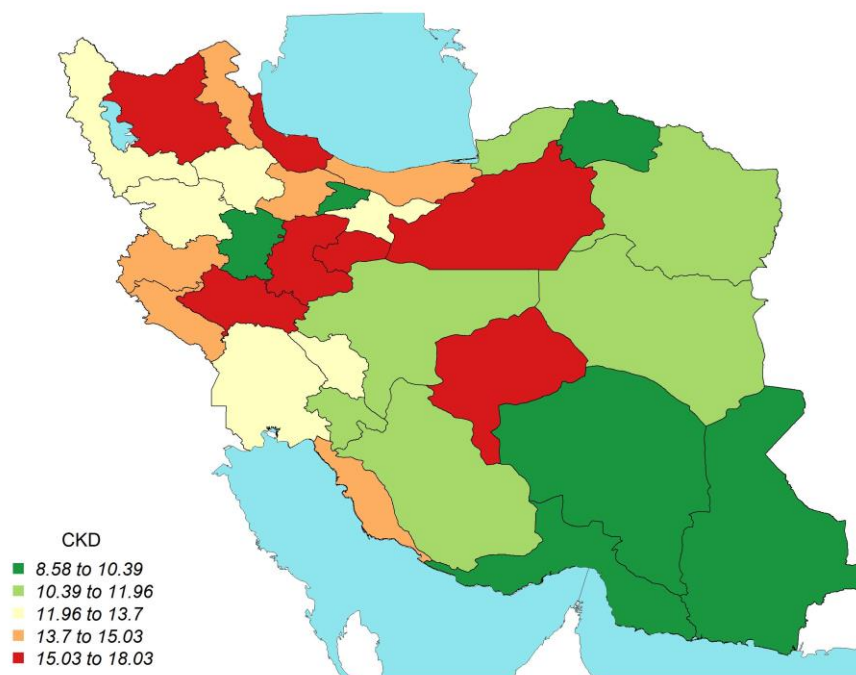 CKD
8.58 to 10.39
10.39 to 11.96
11.96 to 13.7
13.7 to 15.03
15.03 to 18.03